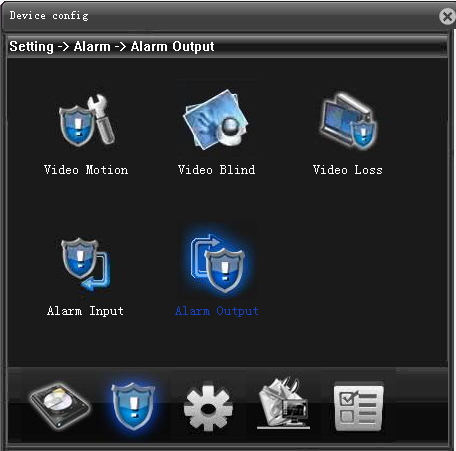 Device config
Setting -> Alarm -> Alarm Output
Video Motion
Video Blind
Video Loss
Alarm Input
Alarm Output